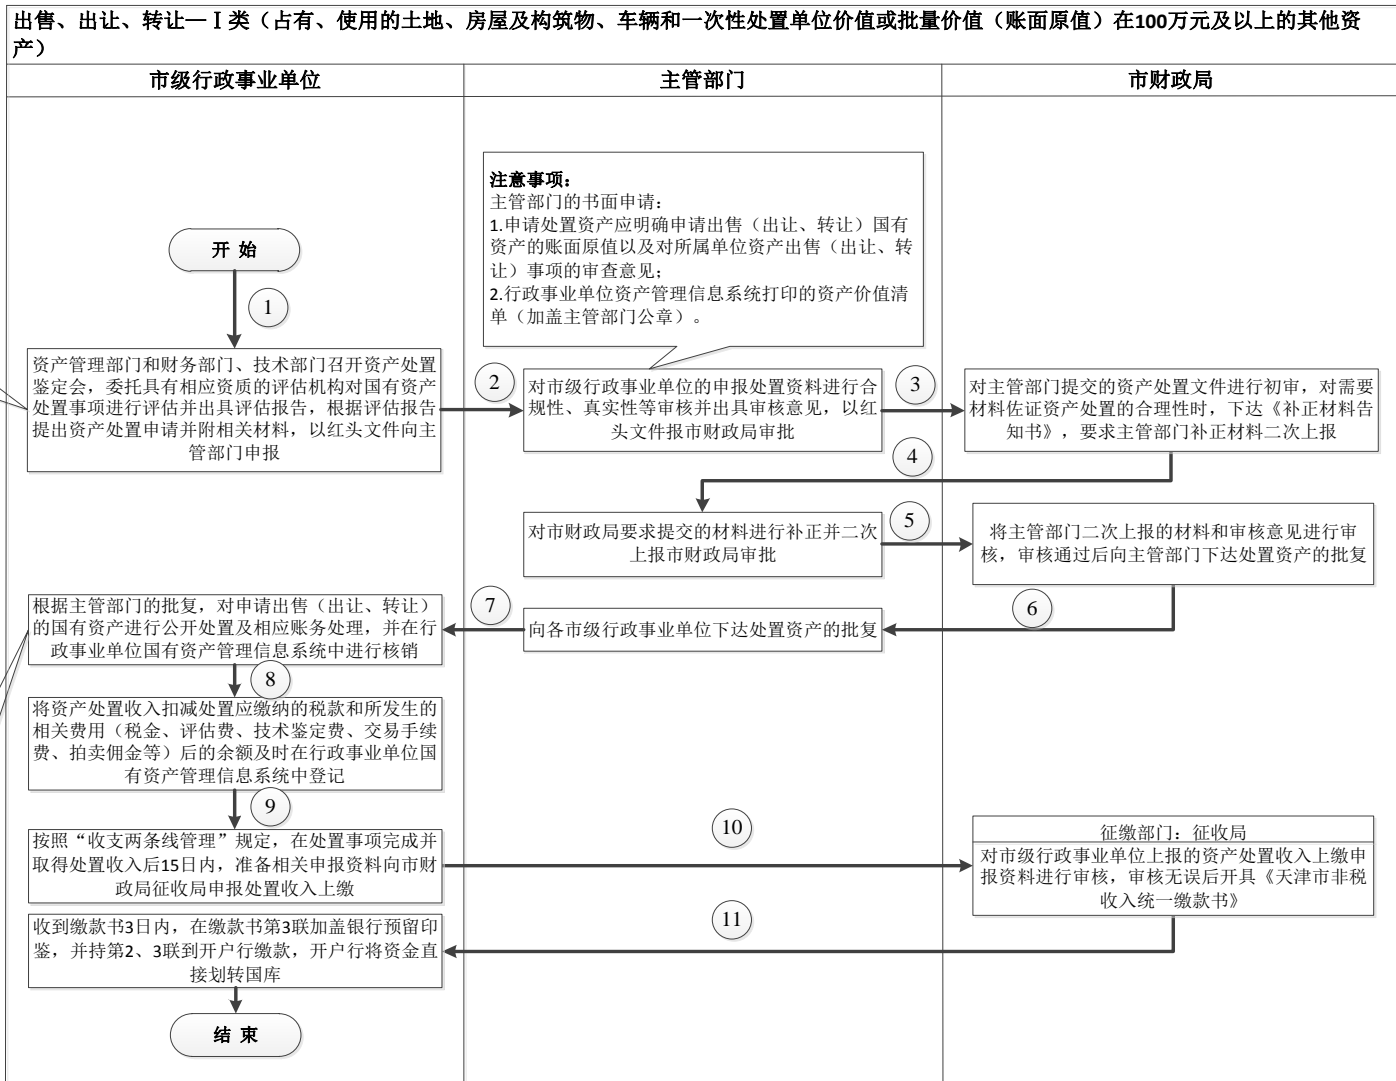 出售、出让、转让—Ⅰ类（占有、使用的土地、房屋及构筑物、车辆和一次性处置单位价值或批量价值（账面原值）在100万元及以上的其他资
产）
市级行政事业单位
主管部门
市财政局
注意事项：
主管部门的书面申请：
1.申请处置资产应明确申请出售（出让、转让）国有
资产的账面原值以及对所属单位资产出售（出让、转
让）事项的审查意见；
2.行政事业单位资产管理信息系统打印的资产价值清
单（加盖主管部门公章）。
开 始
1
资产管理部门和财务部门、技术部门召开资产处置
鉴定会，委托具有相应资质的评估机构对国有资产
处置事项进行评估并出具评估报告，根据评估报告
提出资产处置申请并附相关材料，以红头文件向主
管部门申报
2
对市级行政事业单位的申报处置资料进行合
规性、真实性等审核并出具审核意见，以红
头文件报市财政局审批
3
对主管部门提交的资产处置文件进行初审，对需要
材料佐证资产处置的合理性时，下达《补正材料告
知书》，要求主管部门补正材料二次上报
4
对市财政局要求提交的材料进行补正并二次
上报市财政局审批
5
将主管部门二次上报的材料和审核意见进行审
核，审核通过后向主管部门下达处置资产的批复
6
向各市级行政事业单位下达处置资产的批复
7
根据主管部门的批复，对申请出售（出让、转让）
的国有资产进行公开处置及相应账务处理，并在行
政事业单位国有资产管理信息系统中进行核销
8
将资产处置收入扣减处置应缴纳的税款和所发生的
相关费用（税金、评估费、技术鉴定费、交易手续
费、拍卖佣金等）后的余额及时在行政事业单位国
有资产管理信息系统中登记
9
按照“收支两条线管理”规定，在处置事项完成并
取得处置收入后15日内，准备相关申报资料向市财
政局征收局申报处置收入上缴
10
征缴部门：征收局
对市级行政事业单位上报的资产处置收入上缴申
报资料进行审核，审核无误后开具《天津市非税
收入统一缴款书》
11
收到缴款书3日内，在缴款书第3联加盖银行预留印
鉴，并持第2、3联到开户行缴款，开户行将资金直
接划转国库
结 束